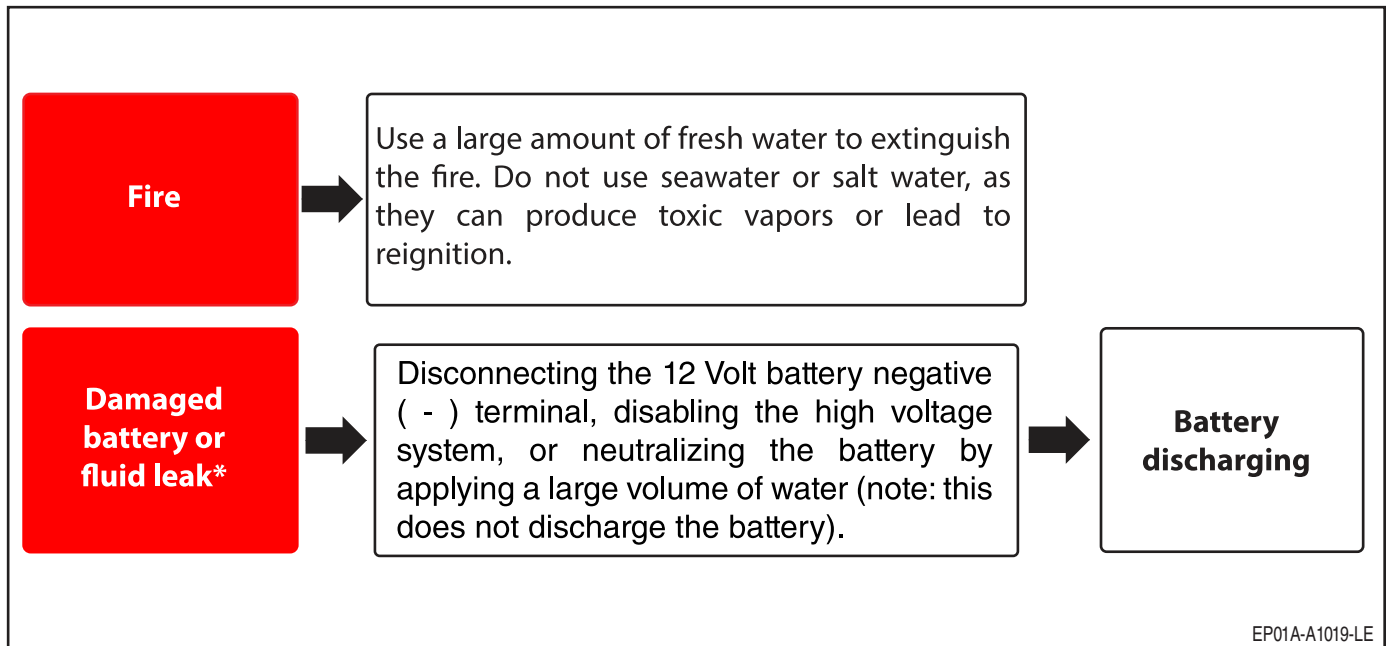 Fire
Use a large amount of fresh water to extinguish
the fire. Do not use seawater or salt water, as
they can produce toxic vapors or lead to
reignition.
Damaged
battery or
fluid leak*
Disconnecting the 12 Volt battery negative
( - ) terminal, disabling the high voltage
system, or neutralizing the battery by
applying a large volume of water (note: this
does not discharge the battery).
Battery
discharging
EP01A-A1019-LE